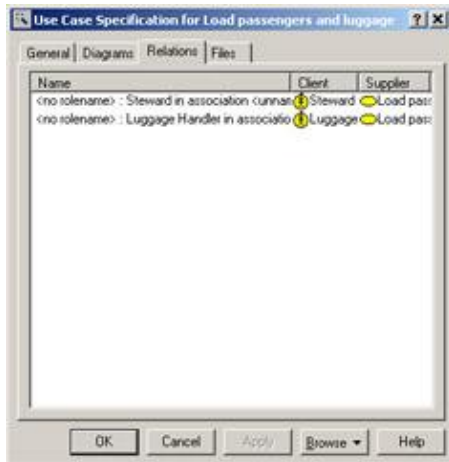 Use Case Specification for Load passengers and luggage
General Diagrams Relations Files
Name Client Supplier
<no rolename> : Steward in association <unnan Steward Load pass
<no rolename> : Luggage Handler in associatio Luggage Load pass
OK Cancel Apply Browse Help